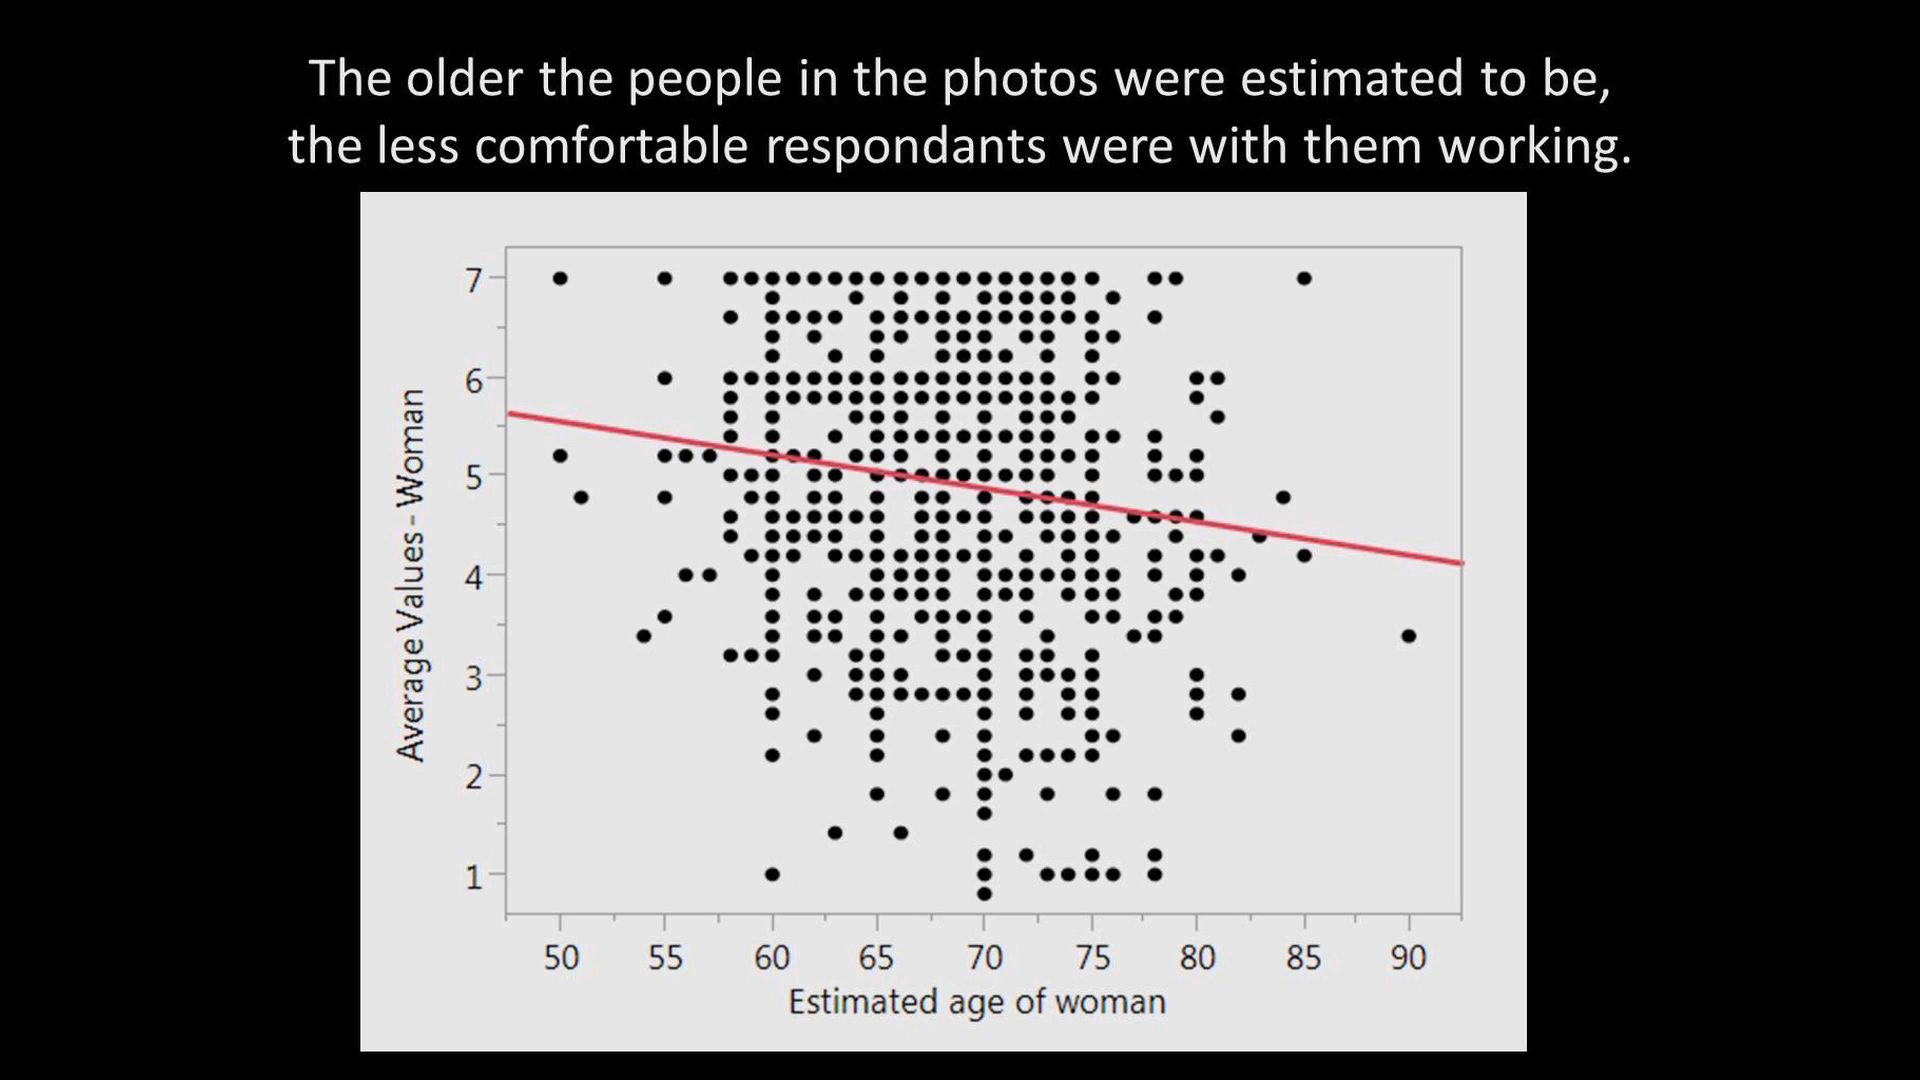 The older the people in the photos were estimated to be,
the less comfortable respondants were with them working.
7
6
5
4
3
2
1
Average Values - Woman
50 55 60 65 70 75 80 85 90
Estimated age of woman